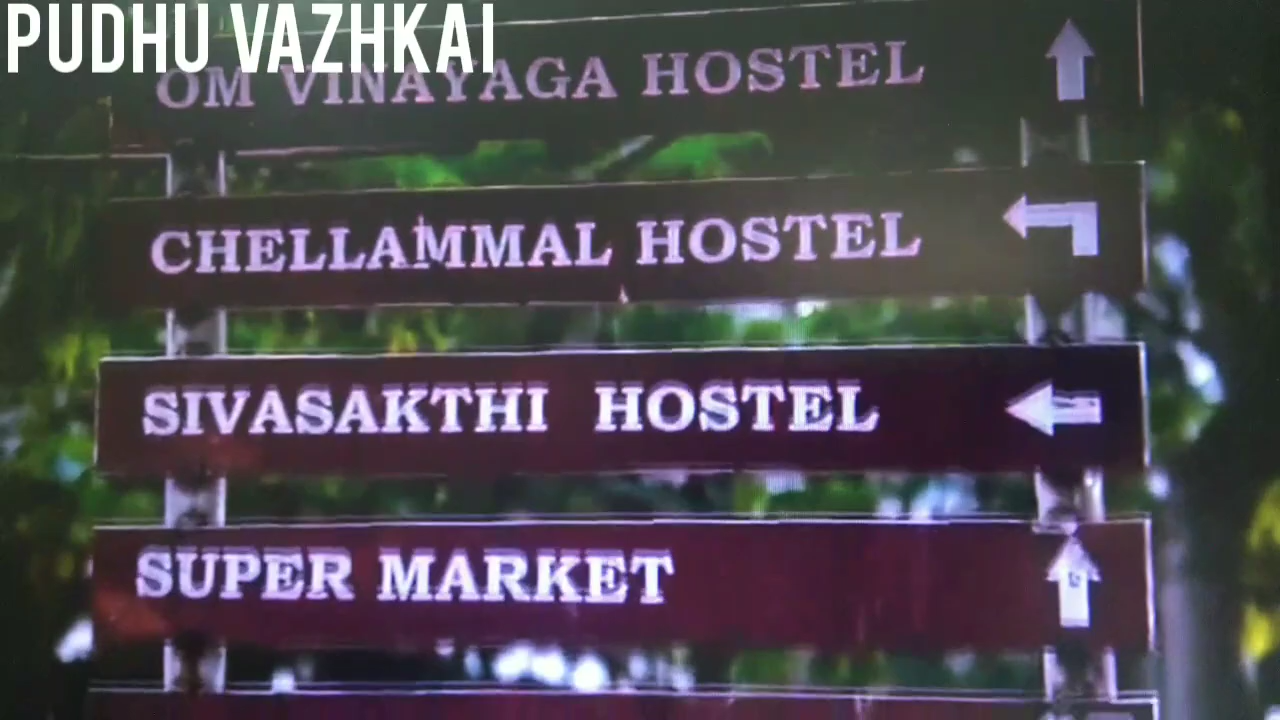 PUDHU VAZHKAI
OM VINAYAGA HOSTEL
CHELLAMMAL HOSTEL
SIVASAKTHI HOSTEL
SUPER MARKET